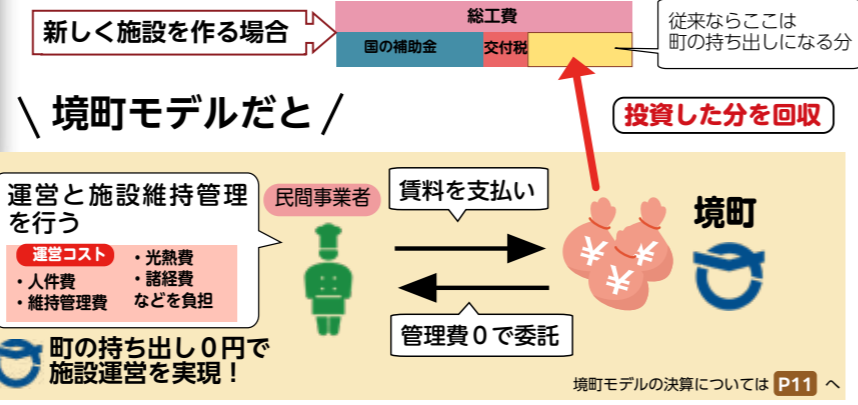 新しく施設を作る場合
総工費
国の補助金
交付税
従来ならここは
町の持ち出しになる分
境町モデルだと
投資した分を回収
運営と施設維持管理
を行う
運営コスト
・人件費
・維持管理費
・光熱費
・諸経費
などを負担
民間事業者
賃料を支払い
管理費0で委託
¥
¥
¥
境町
町の持ち出し0円で
施設運営を実現!
境町モデルの決算については P11 へ